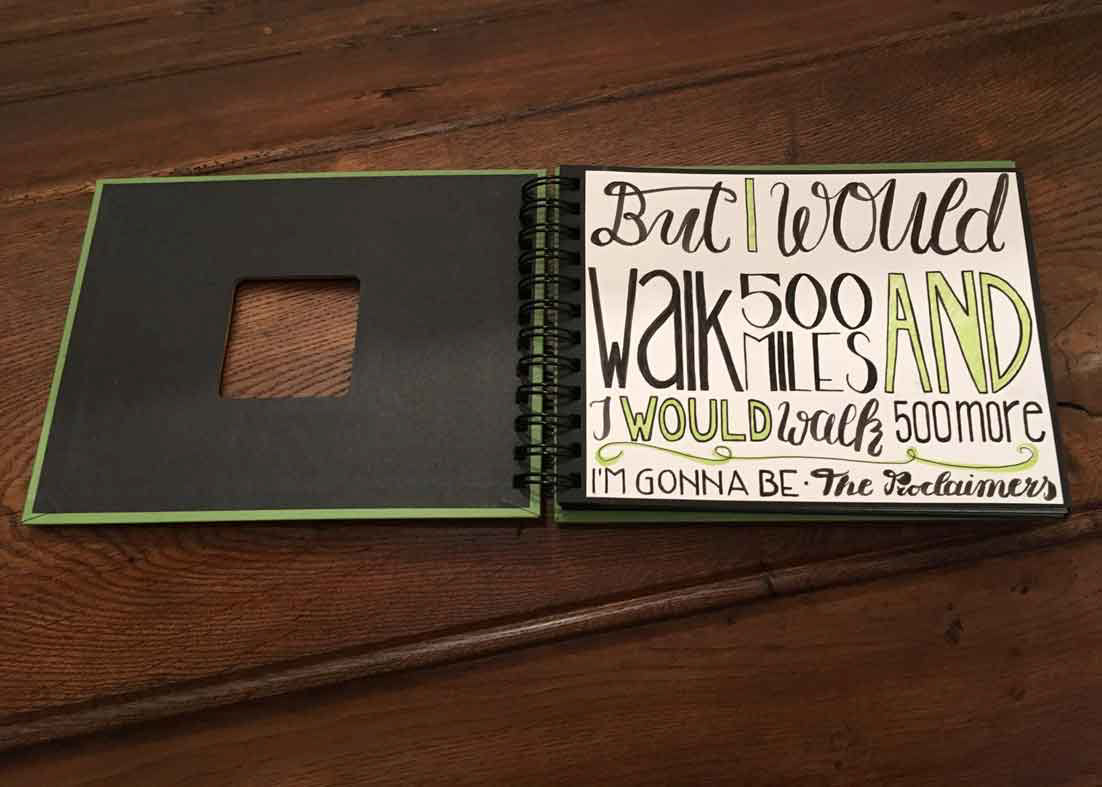 But I would
walk 500 MILES AND
I WOULD walk 500 more
I'M GONNA BE · The Proclaimers